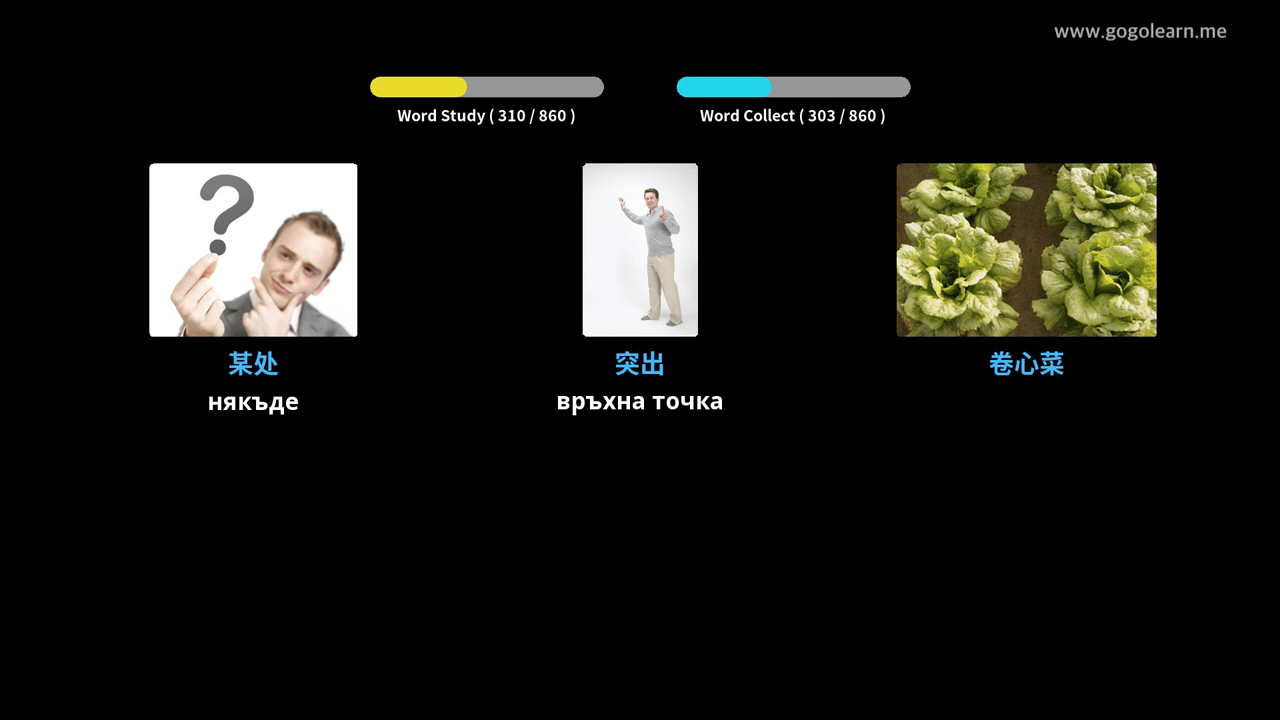 www.gogolearn.me
Word Study ( 310 / 860 )
Word Collect ( 303 / 860 )
?
某处
突出
卷心菜
някъде
връхна точка